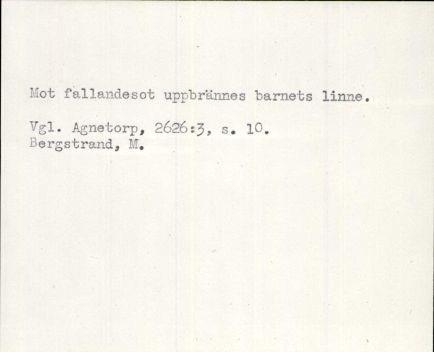 Mot fallandesot uppbrännes barnets linne.
Vgl. Agnetorp, 2626:3, s. 10.
Bergstrand, M.